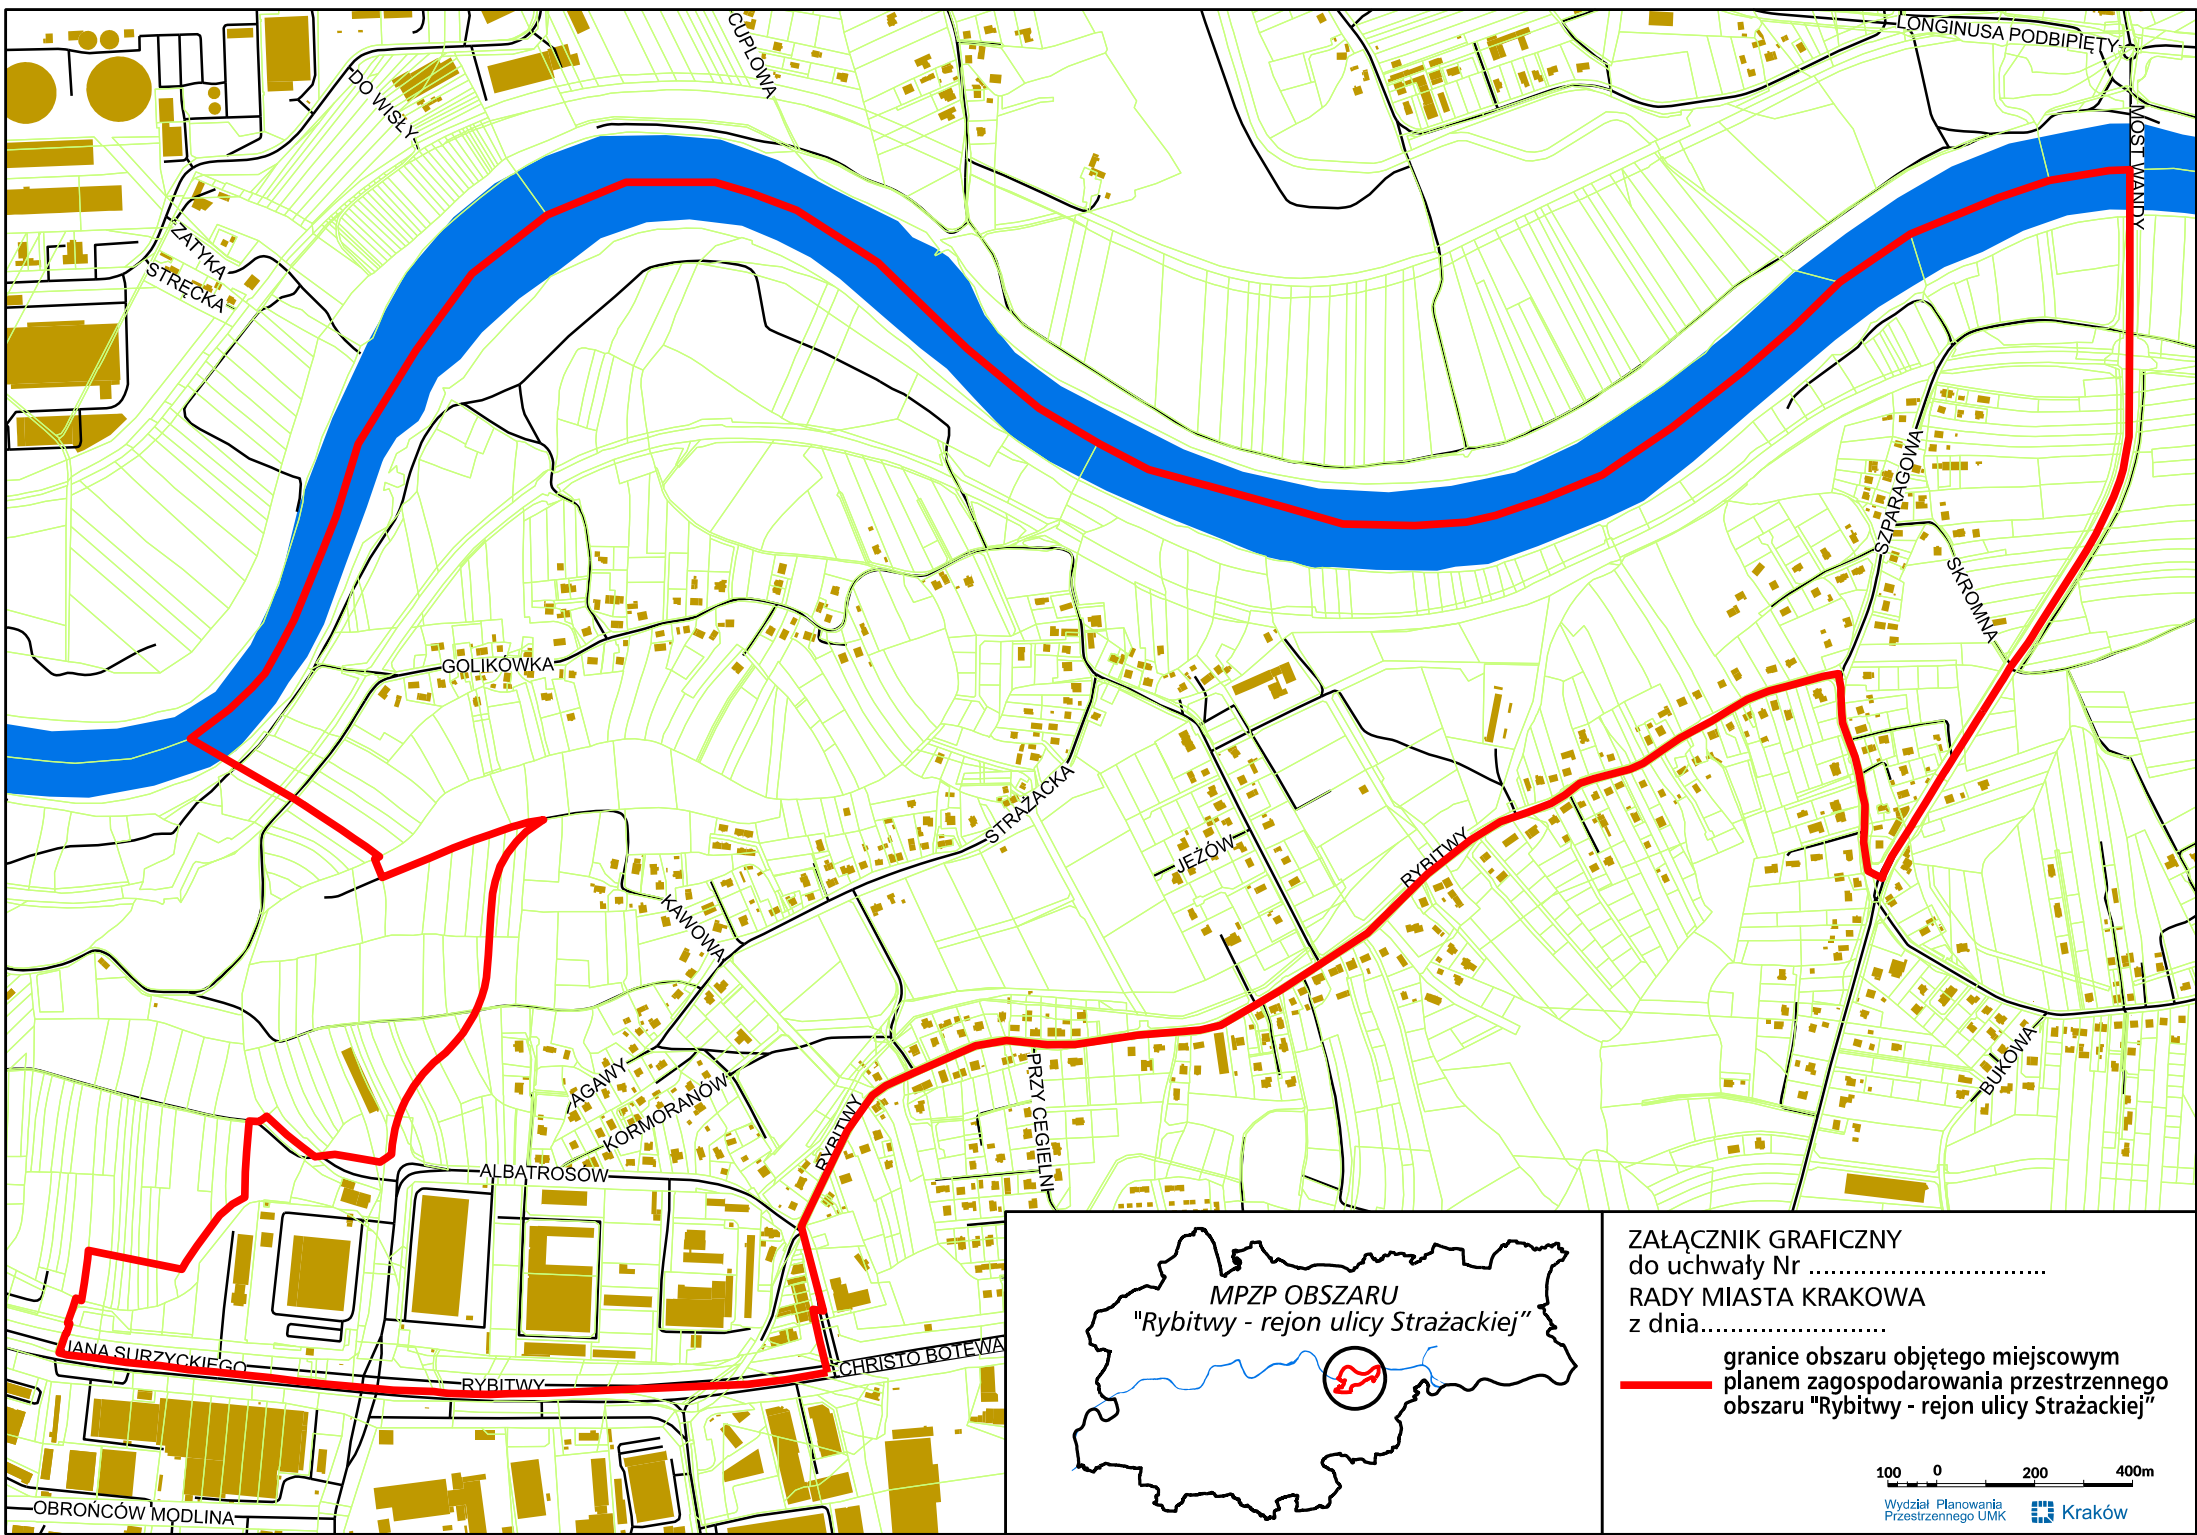 LONGINUSA PODBIPIĘTY
CUPLOWA
DO WISŁY
MOST WANDY
ZATYKA
STRĘCKA
SZPARAGOWA
SKROMNA
GOLIKÓWKA
STRAŻACKA
JEŻÓW
RYBITWY
KAWOWA
AGAWY
KORMORANÓW
RYBITWY
PRZY CEGIELNI
BUKOWA
ALBATROSÓW
JANA SURZYCKIEGO
RYBITWY
CHRISTO BOTEWA
OBROŃCÓW MODLINA
MPZP OBSZARU
"Rybitwy - rejon ulicy Strażackiej”
ZAŁĄCZNIK GRAFICZNY
do uchwały Nr ................................
RADY MIASTA KRAKOWA
z dnia.........................
granice obszaru objętego miejscowym
planem zagospodarowania przestrzennego
obszaru "Rybitwy - rejon ulicy Strażackiej”
100 0 200 400m
Wydział Planowania
Przestrzennego UMK
Kraków